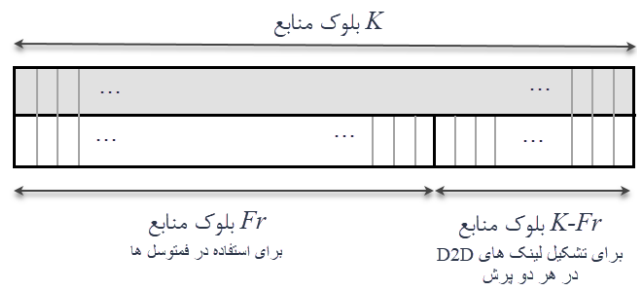 K بلوک منابع
... ...
... ... ...
Fr بلوک منابع
برای استفاده در فمتوسل ها
K-Fr بلوک منابع
برای تشکیل لینک های D2D
در هر دو پرش